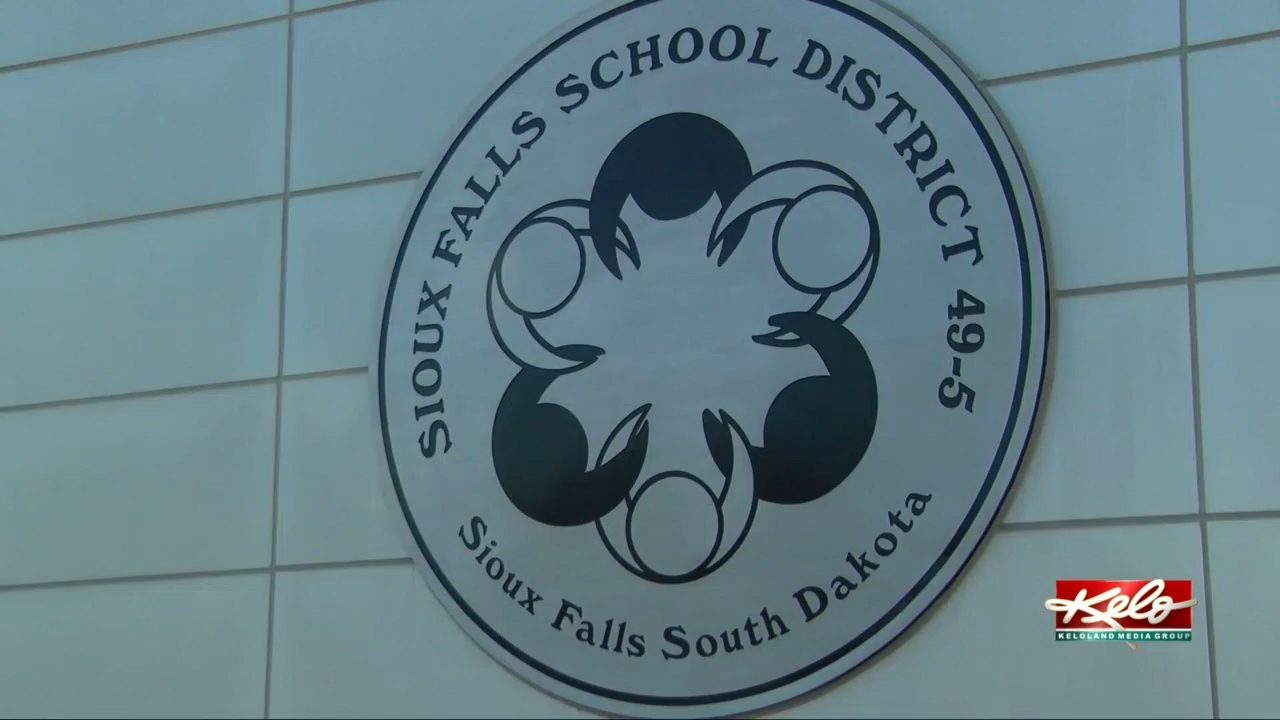 SIOUX FALLS SCHOOL DISTRICT 49-5
Sioux Falls South Dakota
Kelo
KELOLAND MEDIA GROUP